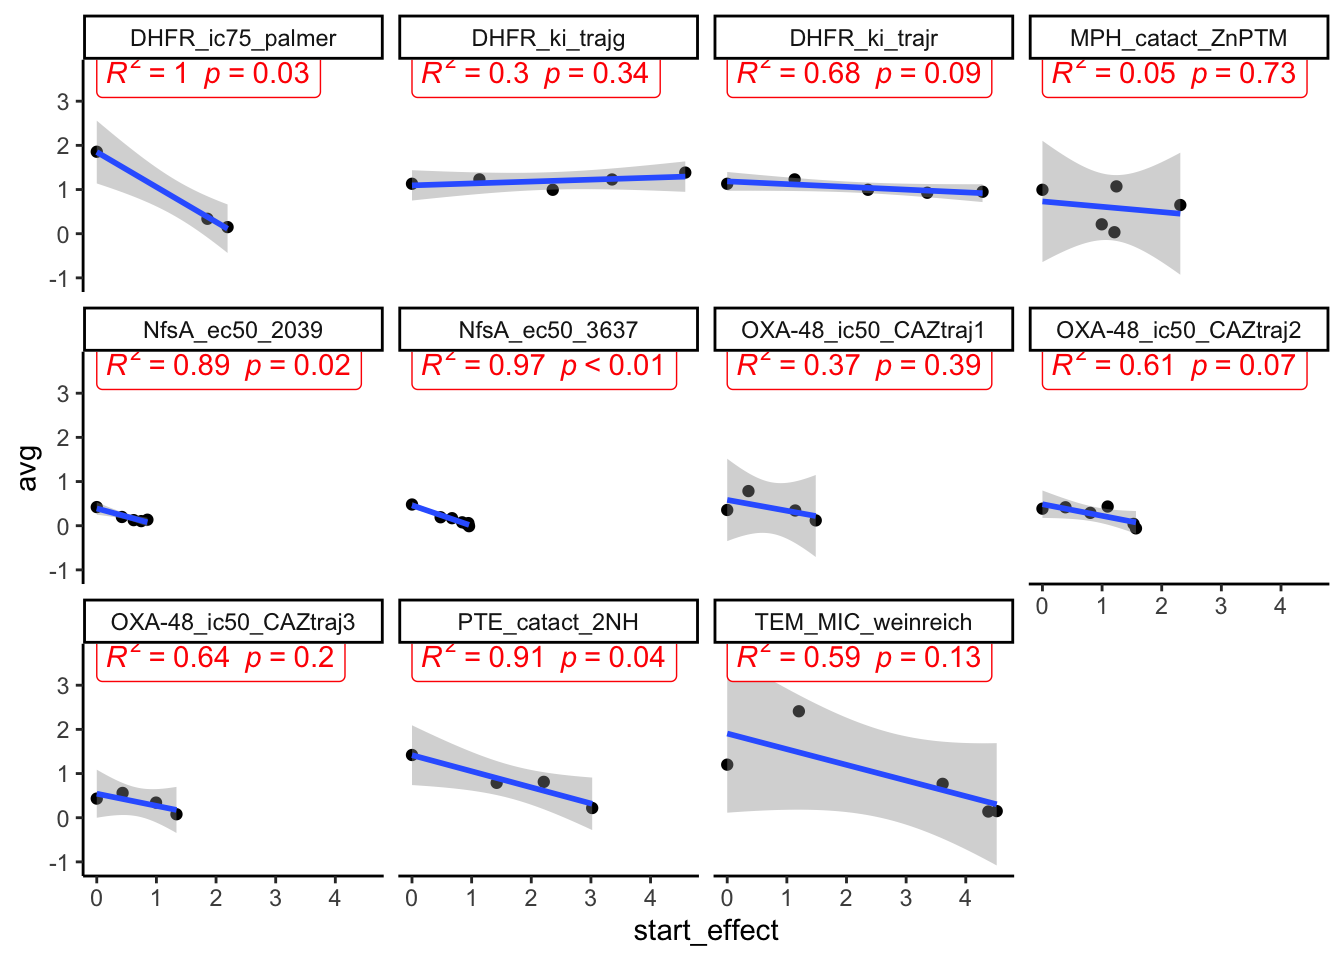 DHFR_ic75_palmer DHFR_ki_trajg DHFR_ki_trajr MPH_catact_ZnPTM
R² = 1 p = 0.03 R² = 0.3 p = 0.34 R² = 0.68 p = 0.09 R² = 0.05 p = 0.73
3
2
1
0
-1
NfsA_ec50_2039 NfsA_ec50_3637 OXA-48_ic50_CAZtraj1 OXA-48_ic50_CAZtraj2
R² = 0.89 p = 0.02 R² = 0.97 p < 0.01 R² = 0.37 p = 0.39 R² = 0.61 p = 0.07
3
2
avg
1
0
-1
0 1 2 3 4
OXA-48_ic50_CAZtraj3 PTE_catact_2NH TEM_MIC_weinreich
R² = 0.64 p = 0.2 R² = 0.91 p = 0.04 R² = 0.59 p = 0.13
3
2
1
0
-1
0 1 2 3 4 0 1 2 3 4 0 1 2 3 4
start_effect